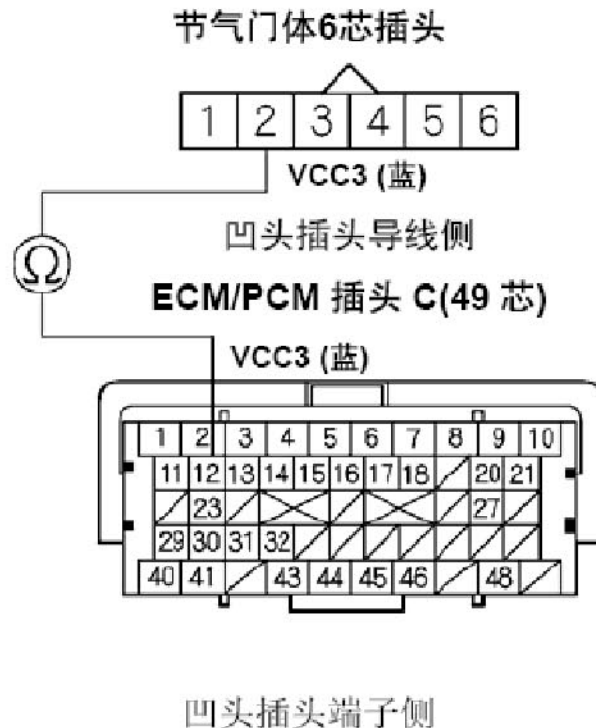 节气门体6芯插头
1 2 3 4 5 6
VCC3 (蓝)
凹头插头导线侧
Ω
ECM/PCM 插头 C(49 芯)
VCC3 (蓝)
1 2 3 4 5 6 7 8 9 10
11 12 13 14 15 16 17 18 20 21
23 27
29 30 31 32
40 41 43 44 45 46 48
凹头插头端子侧